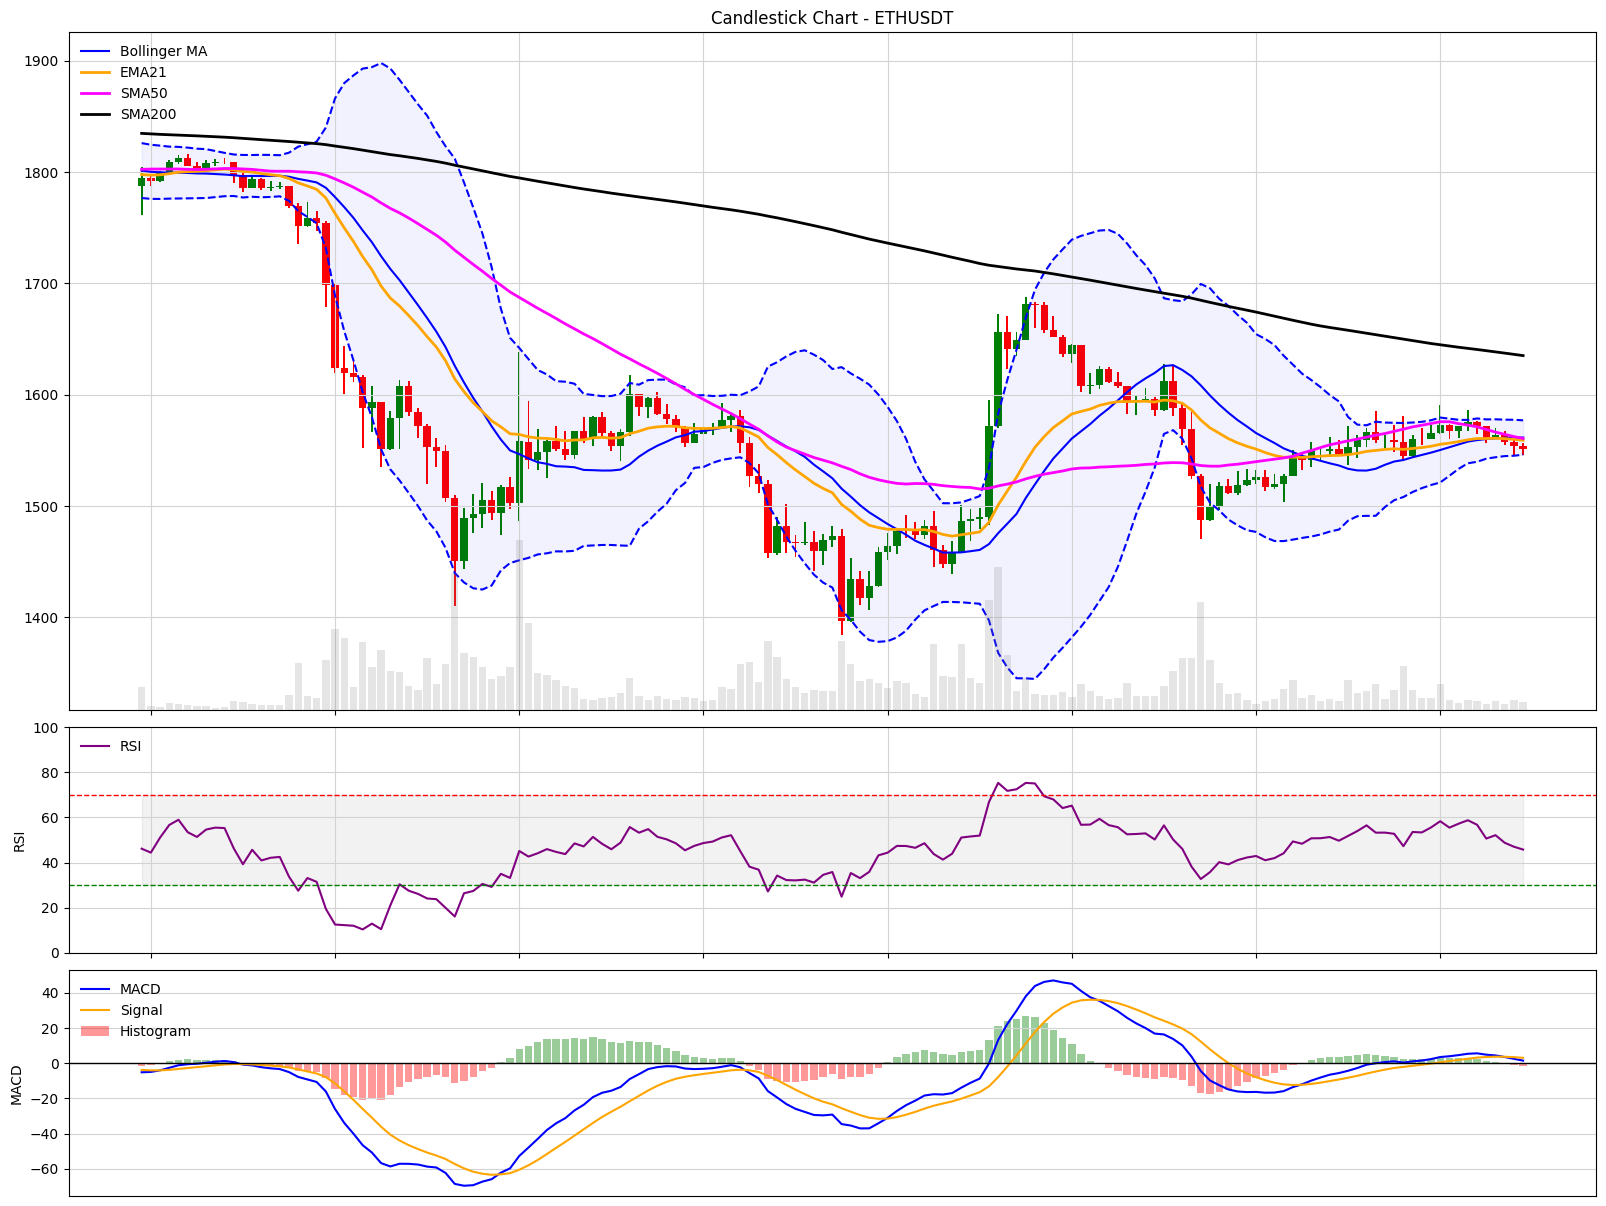 Candlestick Chart - ETHUSDT
Bollinger MA
EMA21
SMA50
SMA200
1900
1800
1700
1600
1500
1400
RSI
100
80
60
40
20
0
RSI
MACD
Signal
Histogram
40
20
0
−20
−40
−60
MACD